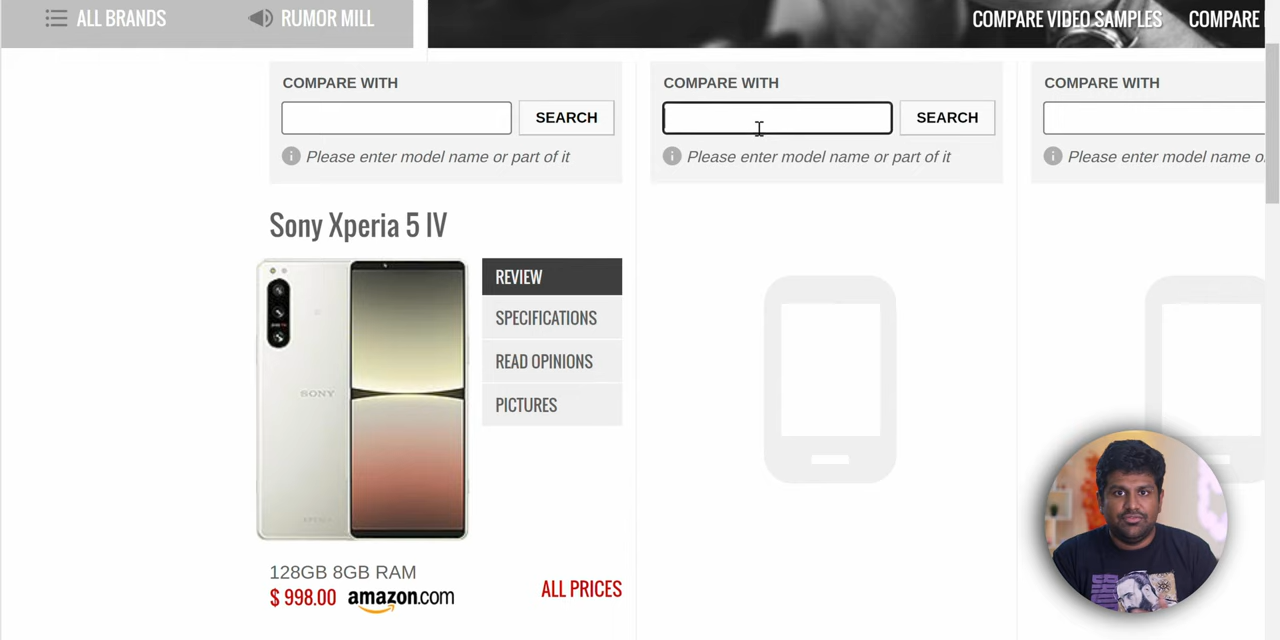 ALL BRANDS
RUMOR MILL
COMPARE VIDEO SAMPLES
COMPARE
COMPARE WITH
SEARCH
Please enter model name or part of it
COMPARE WITH
SEARCH
Please enter model name or part of it
COMPARE WITH
Please enter model name o
Sony Xperia 5 IV
SONY
XPERIA
REVIEW
SPECIFICATIONS
READ OPINIONS
PICTURES
128GB 8GB RAM
$ 998.00 amazon.com
ALL PRICES